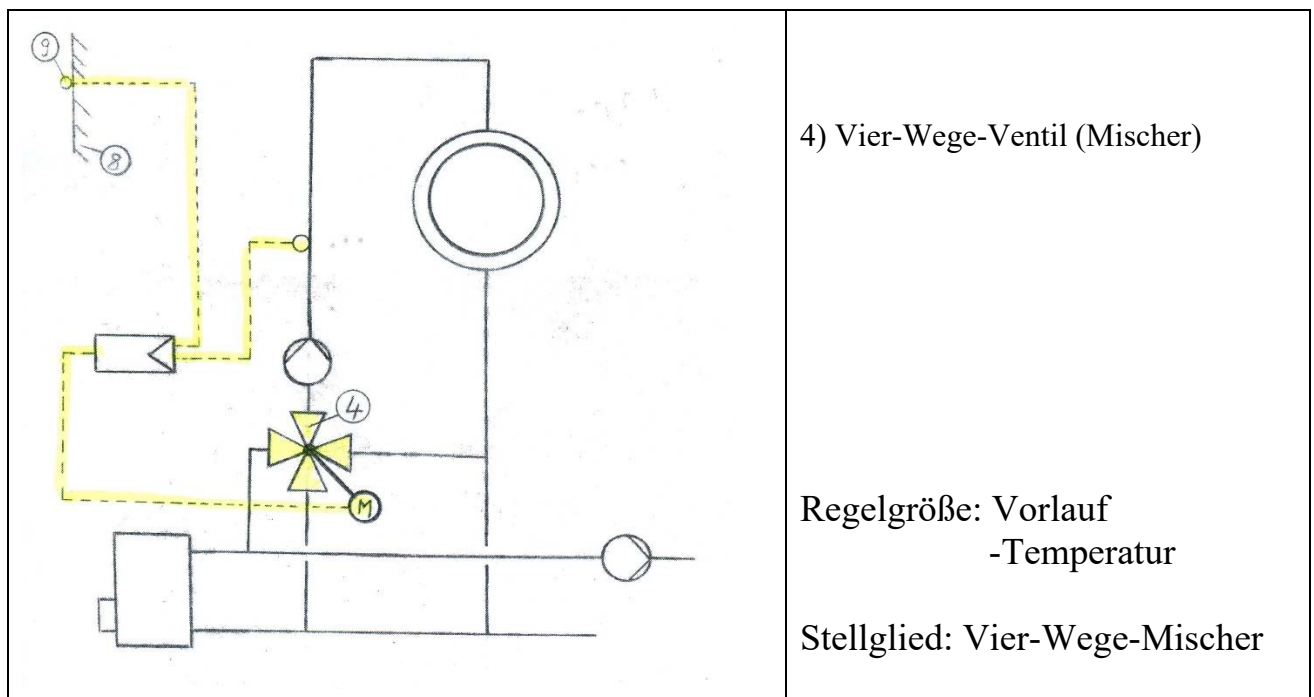 9
8
4
M
4) Vier-Wege-Ventil (Mischer)
Regelgröße: Vorlauf
-Temperatur
Stellglied: Vier-Wege-Mischer